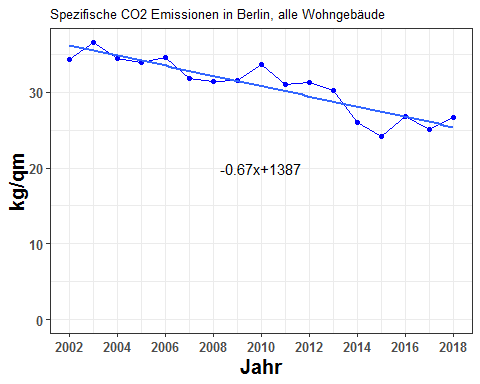 Spezifische CO2 Emissionen in Berlin, alle Wohngebäude
30
20
10
0
kg/qm
-0.67x+1387
2002 2004 2006 2008 2010 2012 2014 2016 2018
Jahr